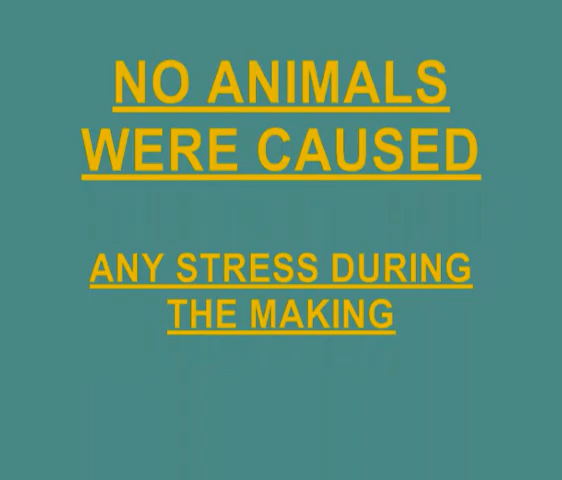 NO ANIMALS
WERE CAUSED
ANY STRESS DURING
THE MAKING